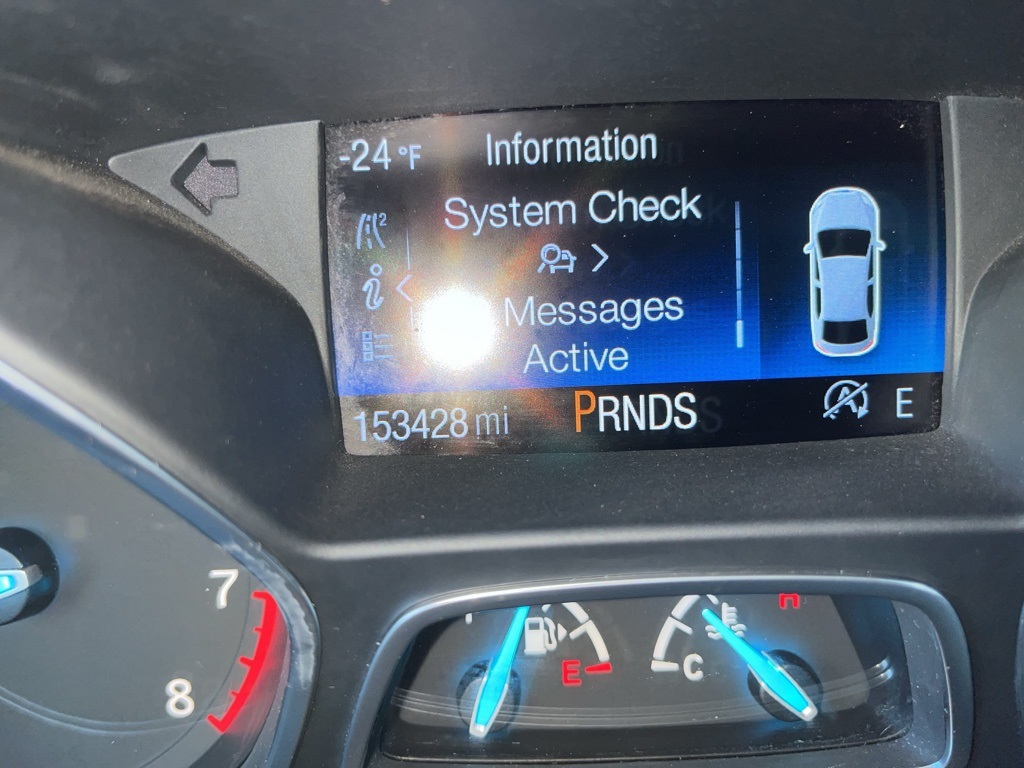 -24 °F
Information
System Check
Messages
Active
153428 mi
PRNDS
A
E
7
8
E
C